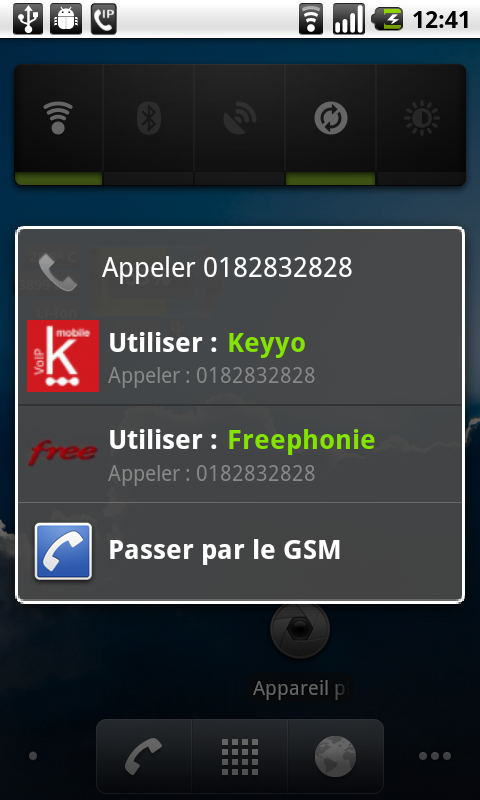 IP
12:41
Appeler 0182832828
mobile
VoIP
k
Utiliser : Keyyo
Appeler : 0182832828
free
Utiliser : Freephonie
Appeler : 0182832828
Passer par le GSM
Appareil p